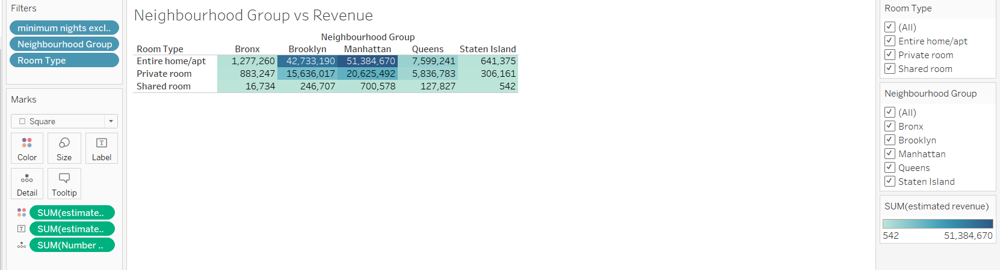 Filters
minimum nights excl..
Neighbourhood Group
Room Type
Marks
Square
Color
Size
Label
Detail
Tooltip
SUM(estimate..
SUM(estimate..
SUM(Number ..
Neighbourhood Group vs Revenue
Neighbourhood Group
Room Type Bronx Brooklyn Manhattan Queens Staten Island
Entire home/apt 1,277,260 42,733,190 51,384,670 7,599,241 641,375
Private room 883,247 15,636,017 20,625,492 5,836,783 306,161
Shared room 16,734 246,707 700,578 127,827 542
Room Type
(All)
Entire home/apt
Private room
Shared room
Neighbourhood Group
(All)
Bronx
Brooklyn
Manhattan
Queens
Staten Island
SUM(estimated revenue)
542 51,384,670